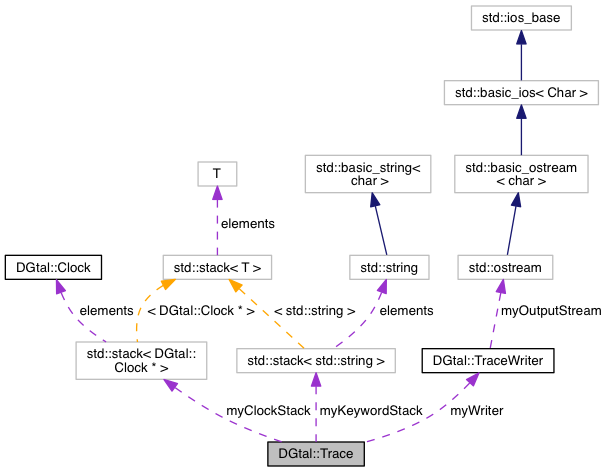 std::ios_base
std::basic_ios< Char >
T
std::basic_string<
char >
std::basic_ostream
< char >
elements
DGtal::Clock
std::stack< T >
std::string
std::ostream
elements
< DGtal::Clock * >
< std::string >
elements
myOutputStream
std::stack< DGtal::
Clock * >
std::stack< std::string >
DGtal::TraceWriter
myClockStack
myKeywordStack
myWriter
DGtal::Trace